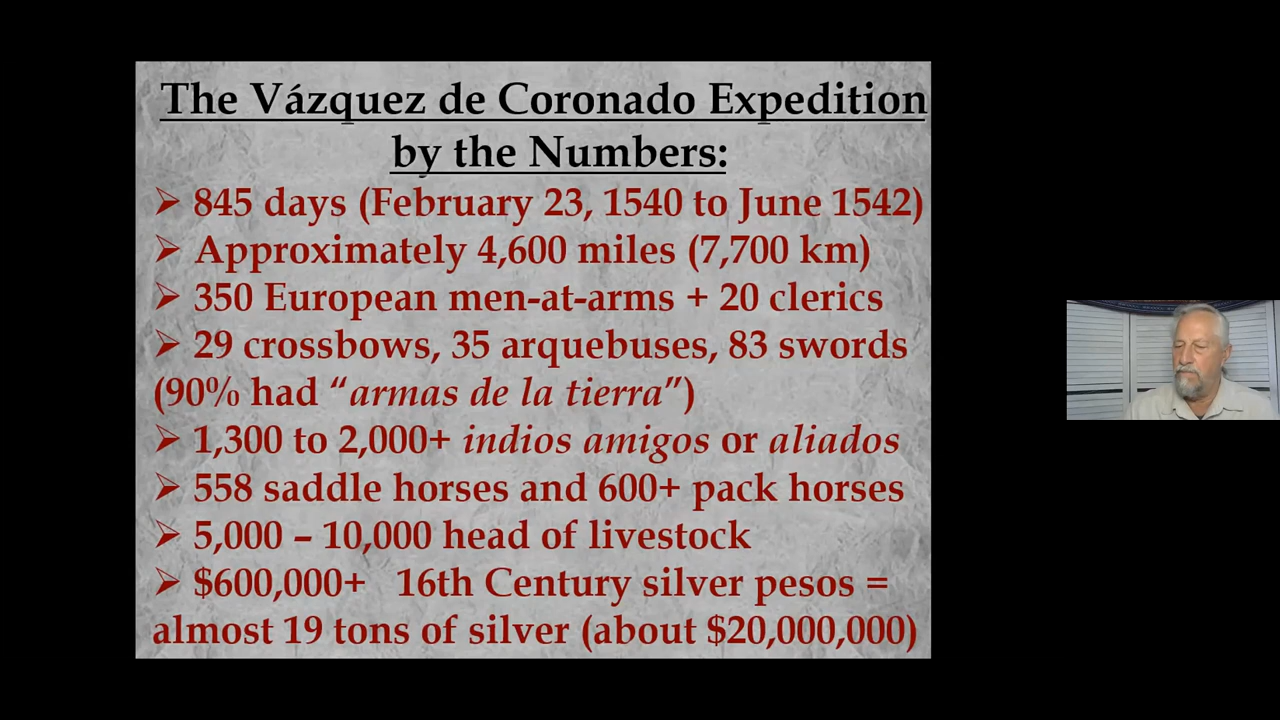 The Vázquez de Coronado Expedition
by the Numbers:
➢ 845 days (February 23, 1540 to June 1542)
➢ Approximately 4,600 miles (7,700 km)
➢ 350 European men-at-arms + 20 clerics
➢ 29 crossbows, 35 arquebuses, 83 swords
(90% had “armas de la tierra”)
➢ 1,300 to 2,000+ indios amigos or aliados
➢ 558 saddle horses and 600+ pack horses
➢ 5,000 – 10,000 head of livestock
➢ $600,000+ 16th Century silver pesos =
almost 19 tons of silver (about $20,000,000)